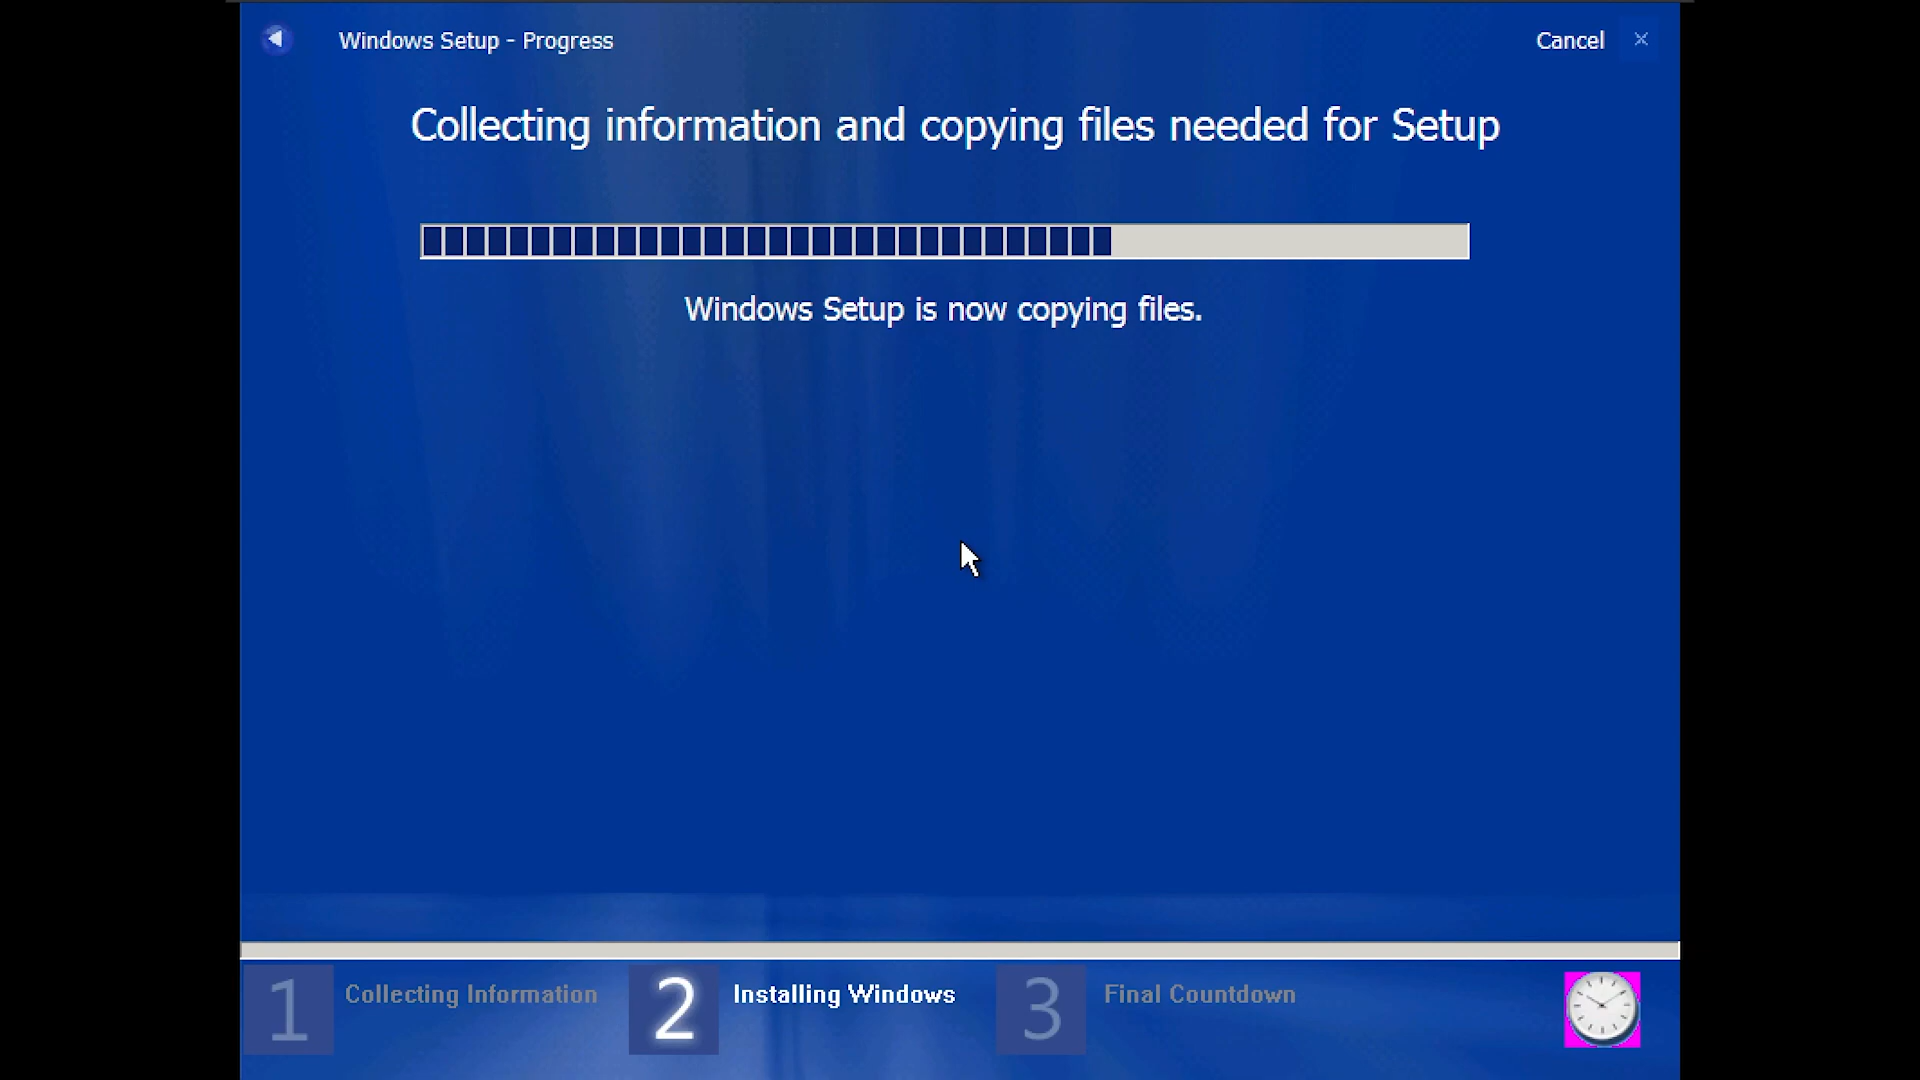 Windows Setup - Progress
Cancel
Collecting information and copying files needed for Setup
Windows Setup is now copying files.
1 Collecting Information
2 Installing Windows
3 Final Countdown